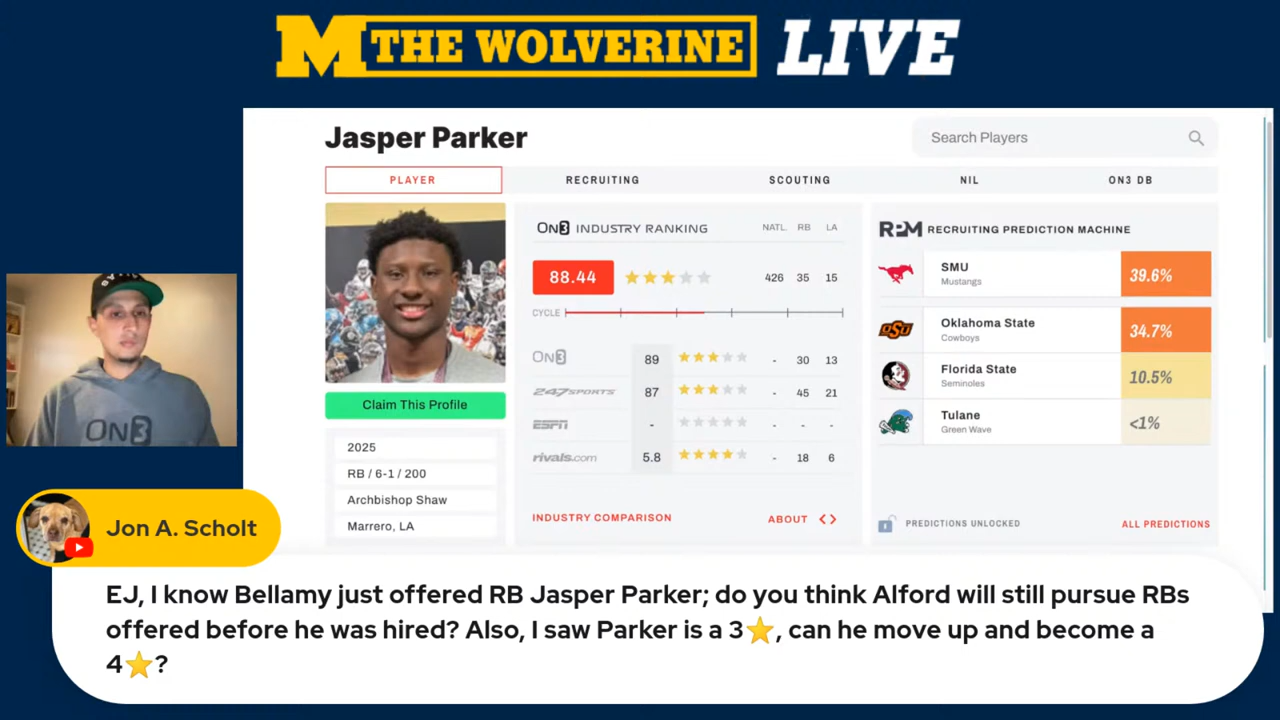 M THE WOLVERINE LIVE
Jasper Parker
Search Players
PLAYER RECRUITING SCOUTING NIL ON3 DB
On3 INDUSTRY RANKING NATL. RB LA
88.44 426 35 15
CYCLE
On3 89 - 30 13
247SPORTS 87 - 45 21
ESPN - - - -
rivals.com 5.8 - 18 6
INDUSTRY COMPARISON ABOUT
RPM RECRUITING PREDICTION MACHINE
SMU 39.6%
Mustangs
OSU Oklahoma State 34.7%
Cowboys
Florida State 10.5%
Seminoles
Tulane <1%
Green Wave
PREDICTIONS UNLOCKED ALL PREDICTIONS
Claim This Profile
2025
RB / 6-1 / 200
Archbishop Shaw
Marrero, LA
ON3
Jon A. Scholt
EJ, I know Bellamy just offered RB Jasper Parker; do you think Alford will still pursue RBs
offered before he was hired? Also, I saw Parker is a 3⭐, can he move up and become a
4⭐?